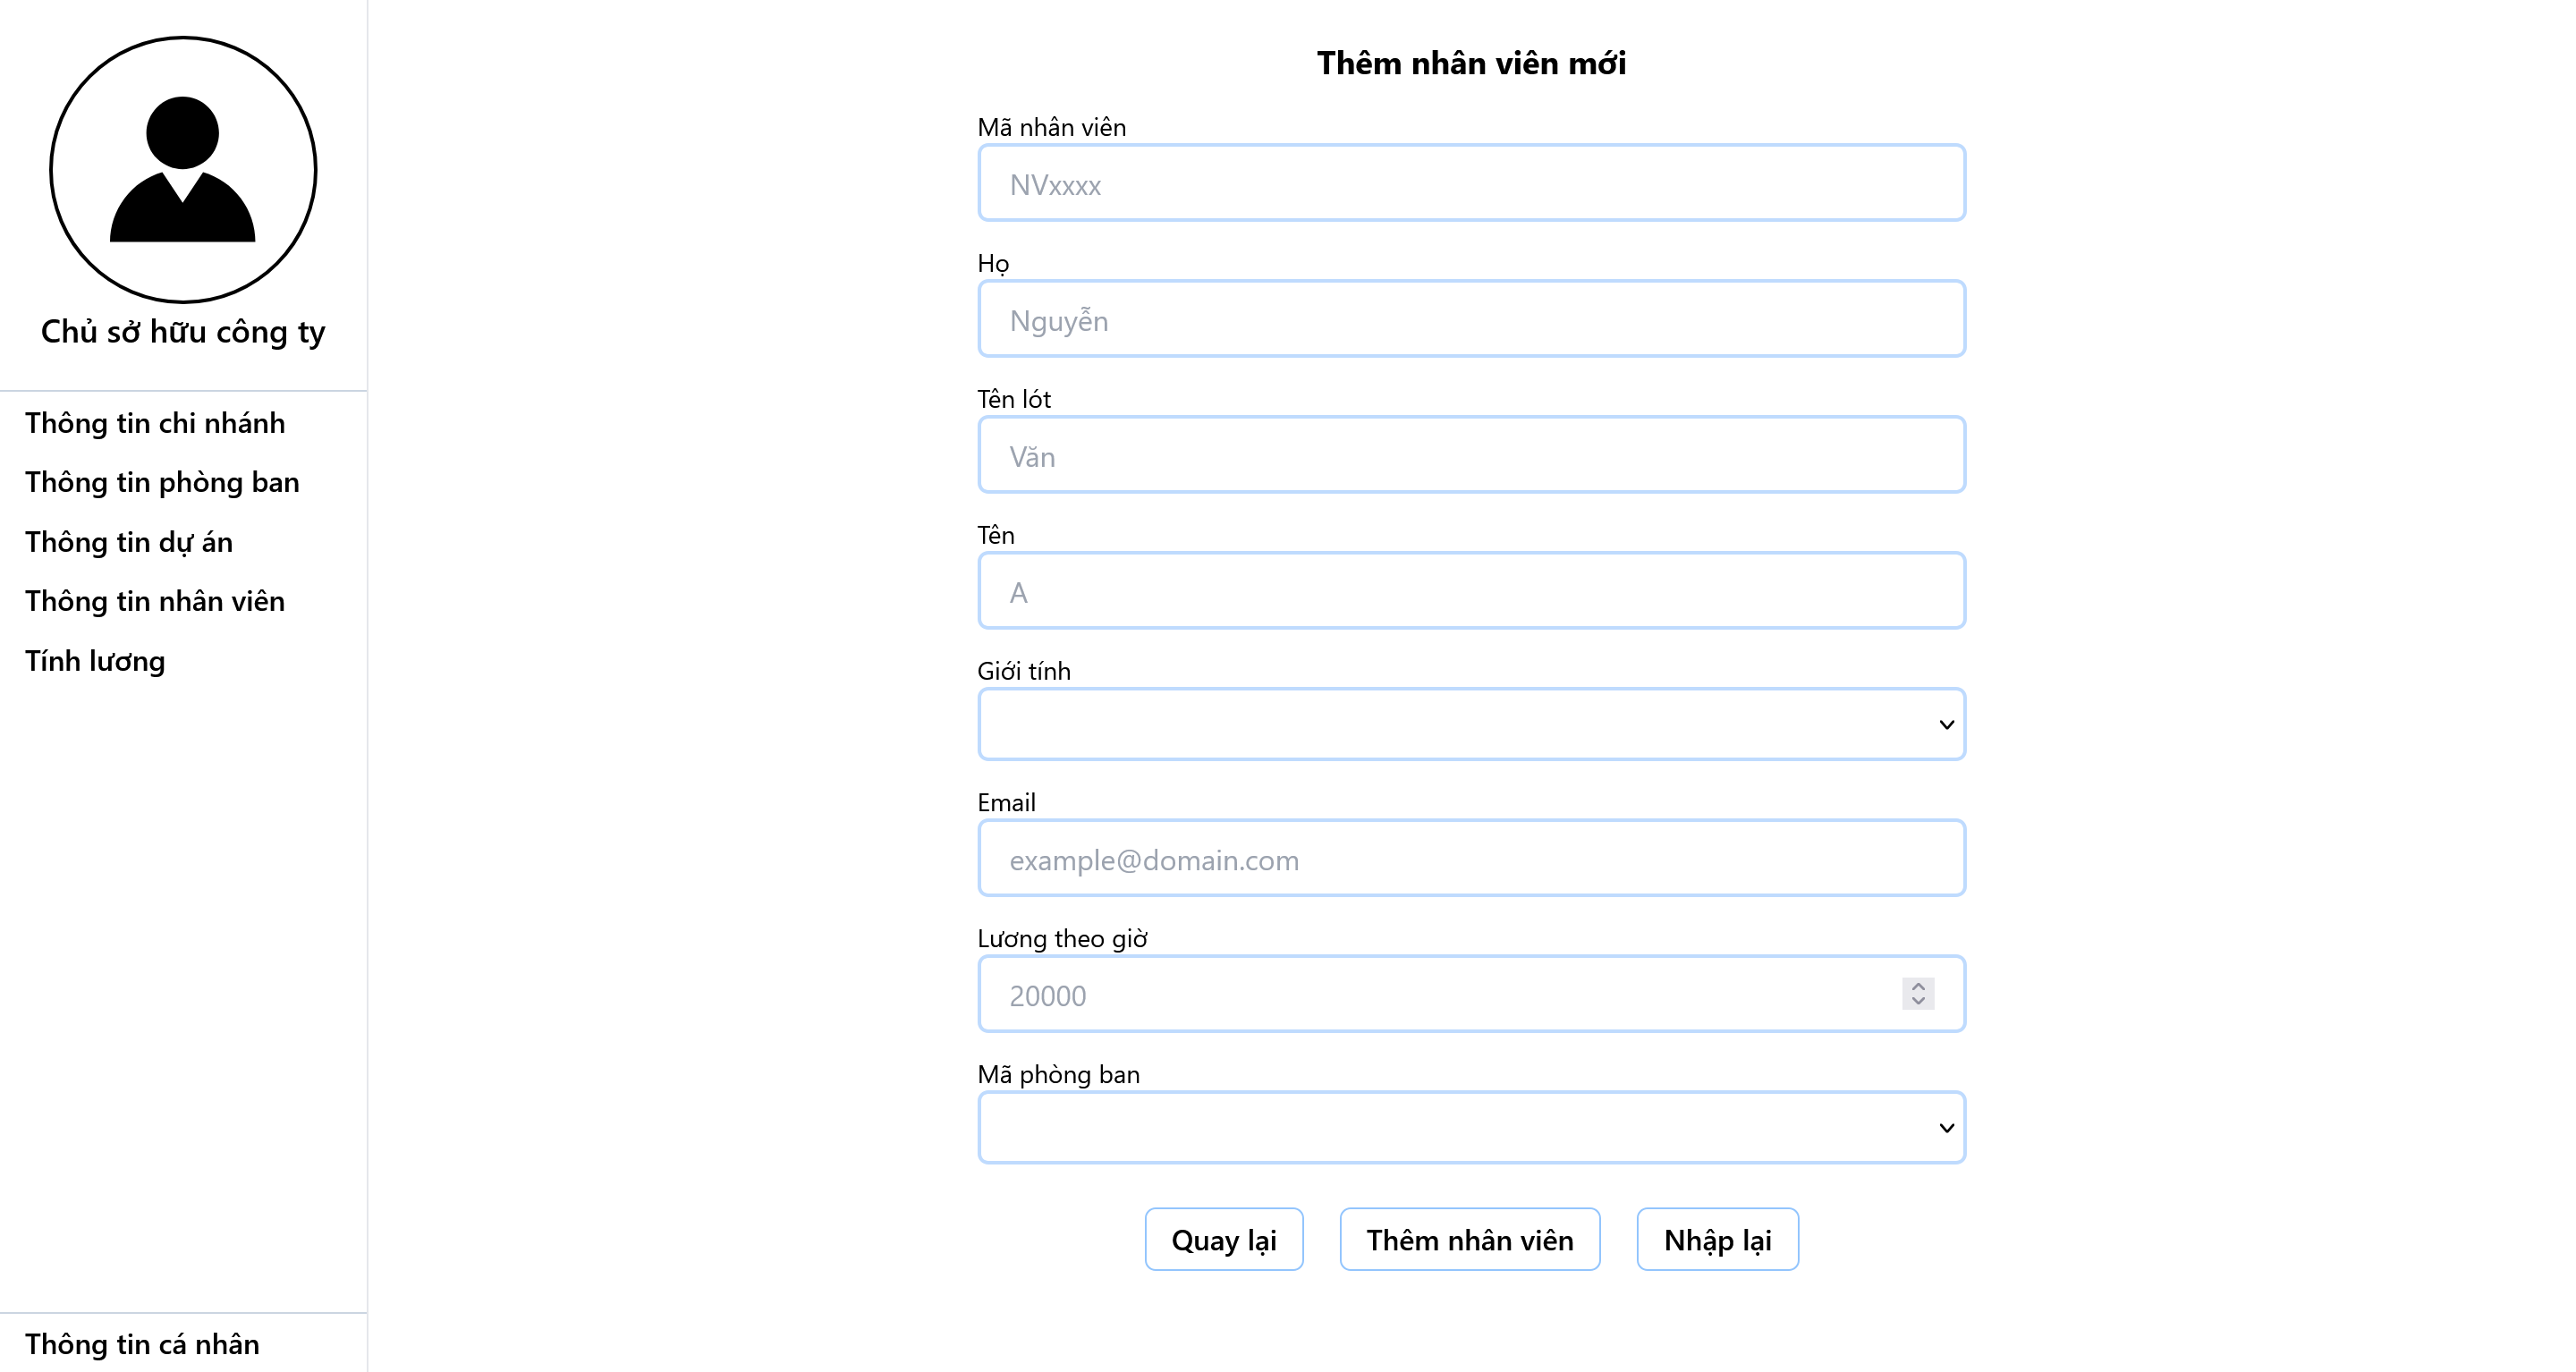 Chủ sở hữu công ty
Thông tin chi nhánh
Thông tin phòng ban
Thông tin dự án
Thông tin nhân viên
Tính lương
Thông tin cá nhân
Thêm nhân viên mới
Mã nhân viên
NVxxxx
Họ
Nguyễn
Tên lót
Văn
Tên
A
Giới tính
Email
example@domain.com
Lương theo giờ
20000
Mã phòng ban
Quay lại
Thêm nhân viên
Nhập lại